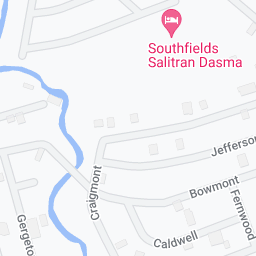 Southfields
Salitran Dasma
Jefferso
Bowmont
Craigmont
Fernwood
Gergeto
Caldwell